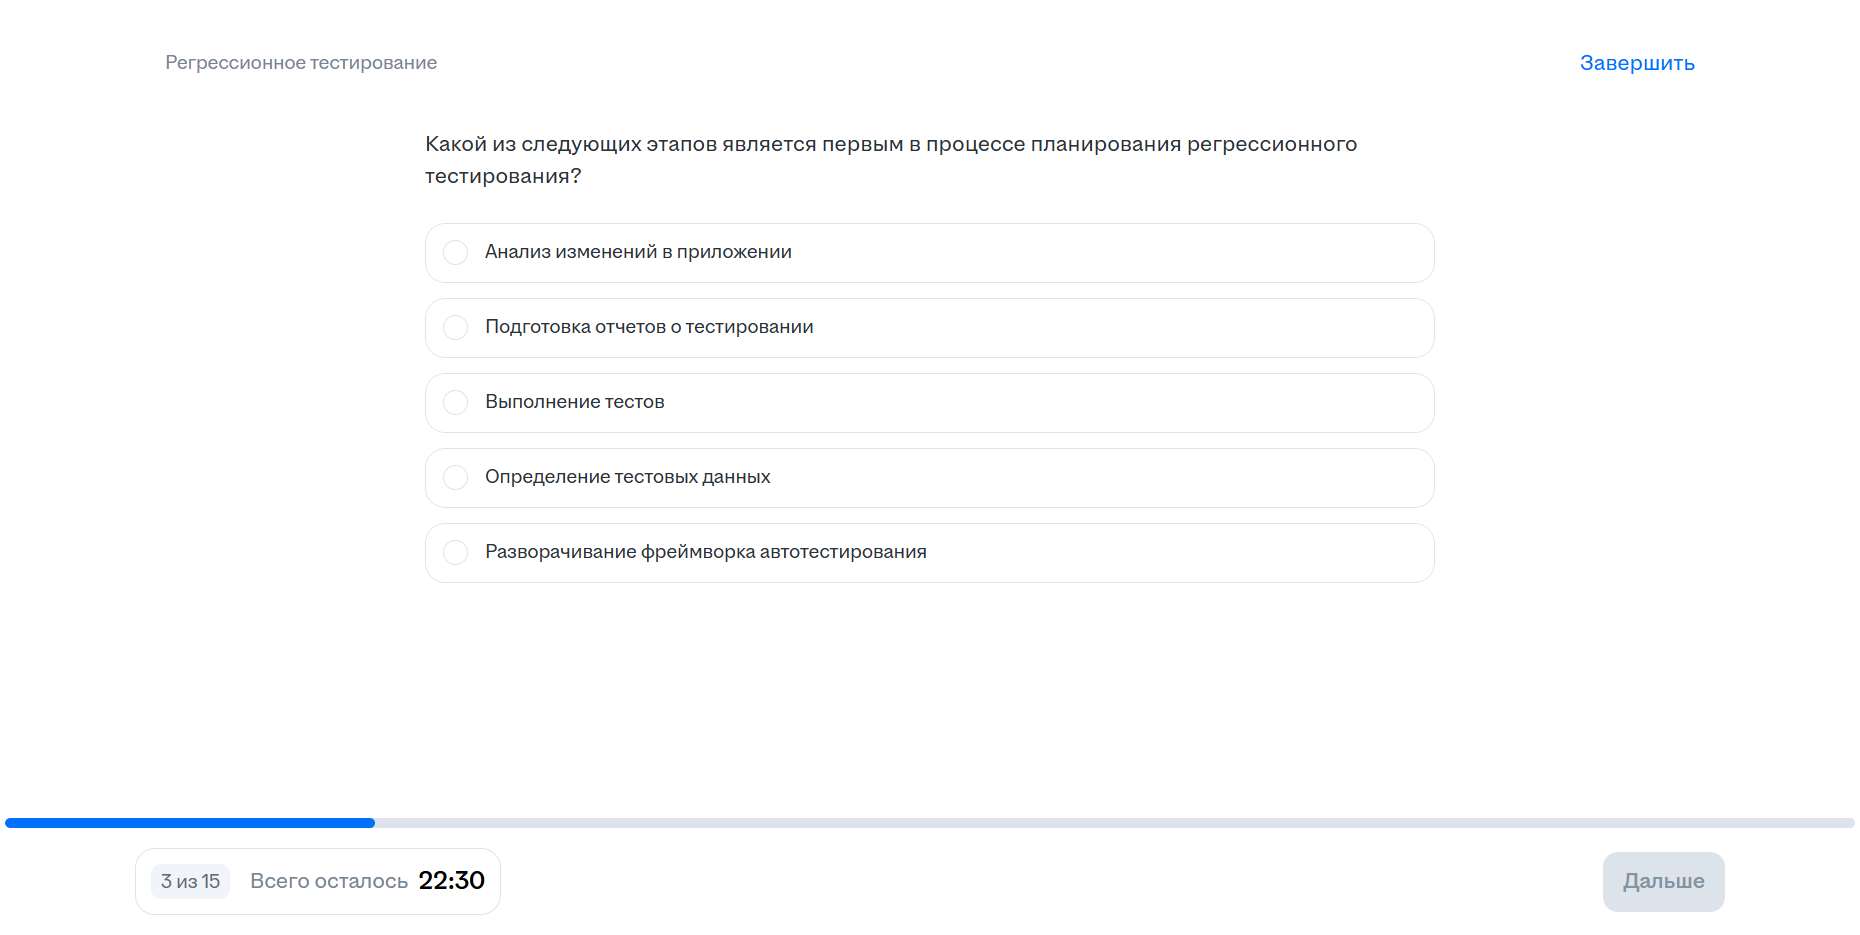 Регрессионное тестирование
Завершить
Какой из следующих этапов является первым в процессе планирования регрессионного
тестирования?
Анализ изменений в приложении
Подготовка отчетов о тестировании
Выполнение тестов
Определение тестовых данных
Разворачивание фреймворка автотестирования
3 из 15
Всего осталось 22:30
Дальше